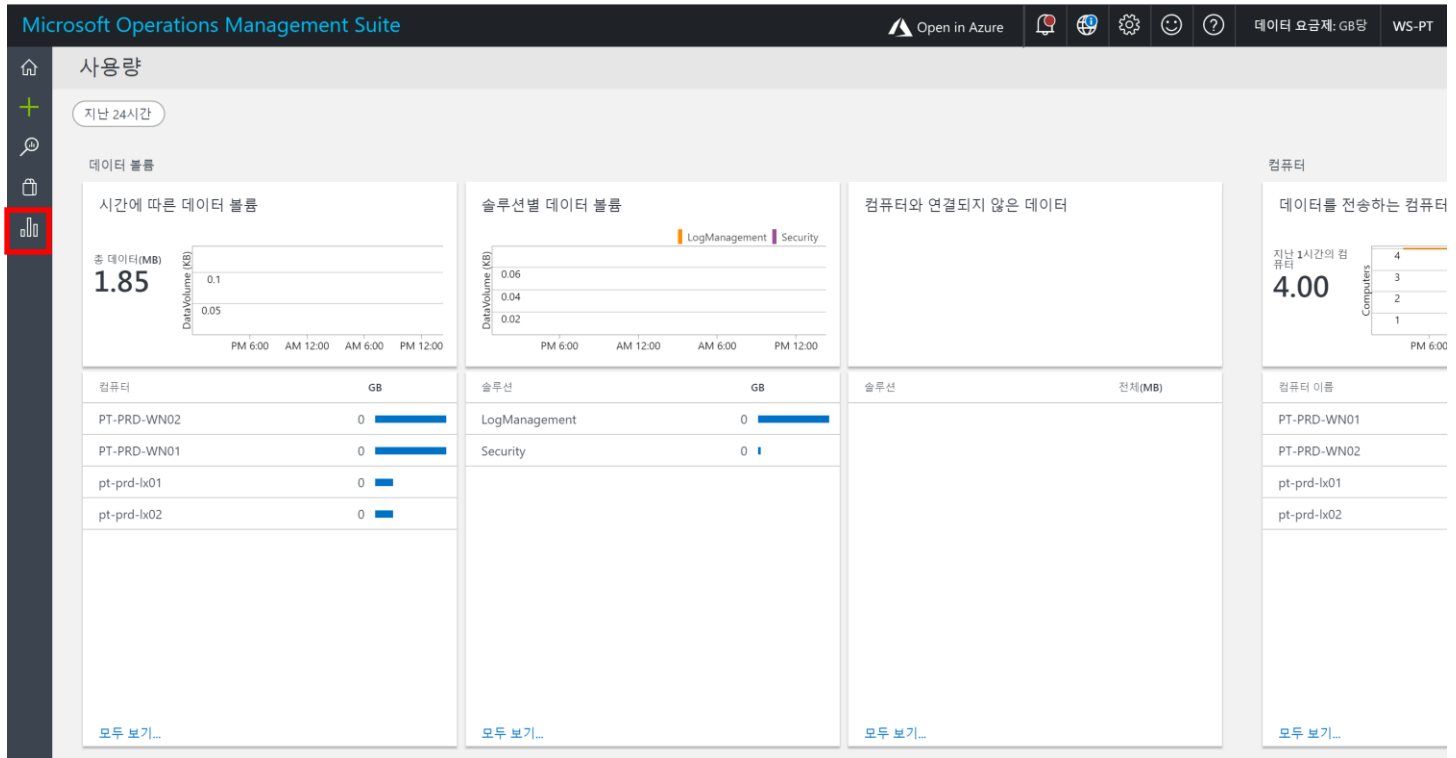 Microsoft Operations Management Suite
Open in Azure
데이터 요금제: GB당
WS-PT
사용량
지난 24시간
데이터 볼륨
컴퓨터
시간에 따른 데이터 볼륨
총 데이터(MB)
1.85
DataVolume (KB)
0.1
0.05
PM 6:00 AM 12:00 AM 6:00 PM 12:00
컴퓨터 GB
PT-PRD-WN02 0
PT-PRD-WN01 0
pt-prd-lx01 0
pt-prd-lx02 0
모두 보기...
솔루션별 데이터 볼륨
LogManagement Security
DataVolume (KB)
0.06
0.04
0.02
PM 6:00 AM 12:00 AM 6:00 PM 12:00
솔루션 GB
LogManagement 0
Security 0
모두 보기...
컴퓨터와 연결되지 않은 데이터
솔루션 전체(MB)
모두 보기...
데이터를 전송하는 컴퓨터
지난 1시간의 컴
퓨터
4.00
Computers
4
3
2
1
PM 6:00
컴퓨터 이름
PT-PRD-WN01
PT-PRD-WN02
pt-prd-lx01
pt-prd-lx02
모두 보기...